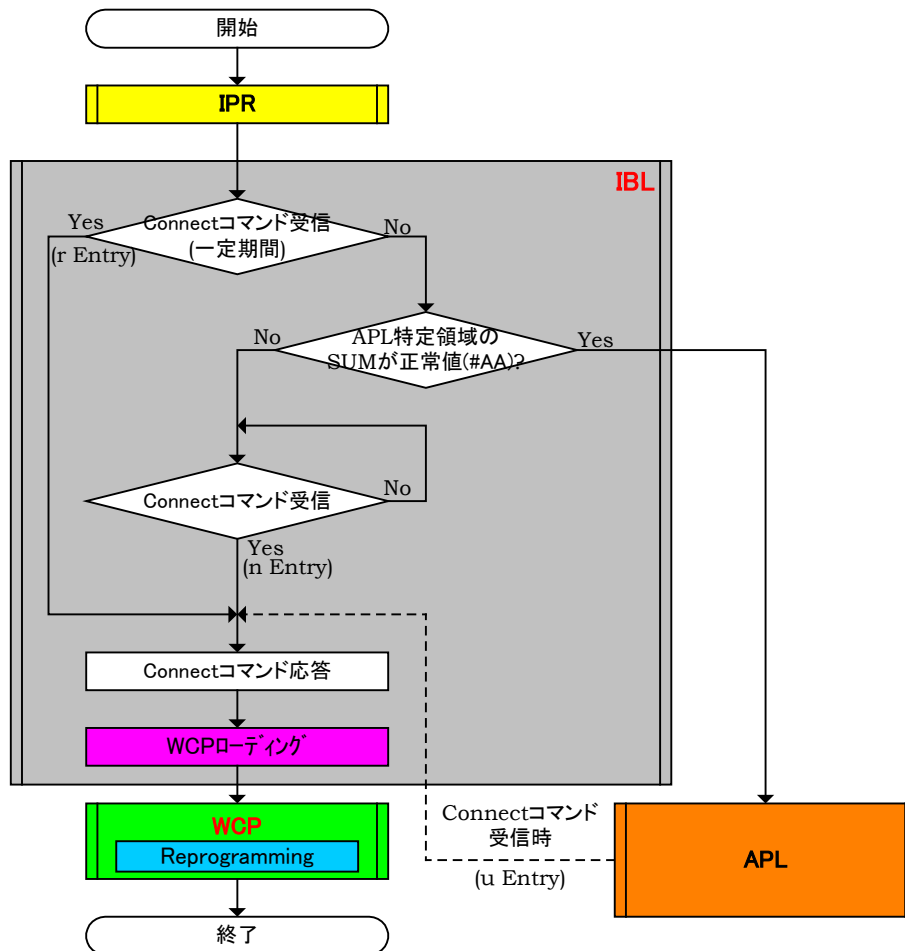 開始
IPR
IBL
Connectコマンド受信
(一定期間)
Yes
(r Entry)
No
APL特定領域の
SUMが正常値(#AA)?
No
Yes
Connectコマンド受信
No
Yes
(n Entry)
Connectコマンド応答
WCPローディング
WCP
Reprogramming
Connectコマンド
受信時
(u Entry)
APL
終了